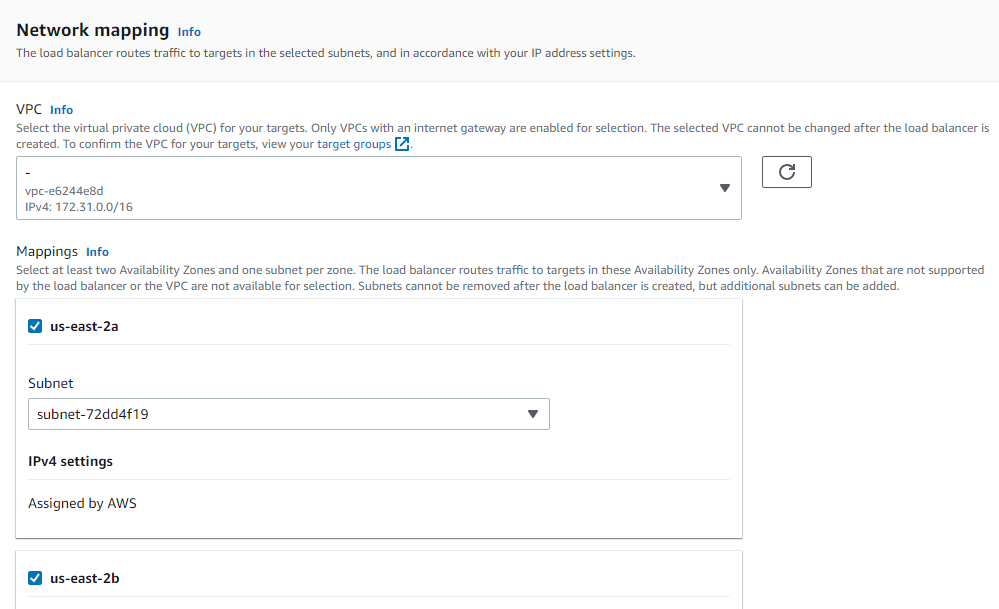 Network mapping Info
The load balancer routes traffic to targets in the selected subnets, and in accordance with your IP address settings.
VPC Info
Select the virtual private cloud (VPC) for your targets. Only VPCs with an internet gateway are enabled for selection. The selected VPC cannot be changed after the load balancer is
created. To confirm the VPC for your targets, view your target groups.
-
vpc-e6244e8d
IPv4: 172.31.0.0/16
Mappings Info
Select at least two Availability Zones and one subnet per zone. The load balancer routes traffic to targets in these Availability Zones only. Availability Zones that are not supported
by the load balancer or the VPC are not available for selection. Subnets cannot be removed after the load balancer is created, but additional subnets can be added.
us-east-2a
Subnet
subnet-72dd4f19
IPv4 settings
Assigned by AWS
us-east-2b